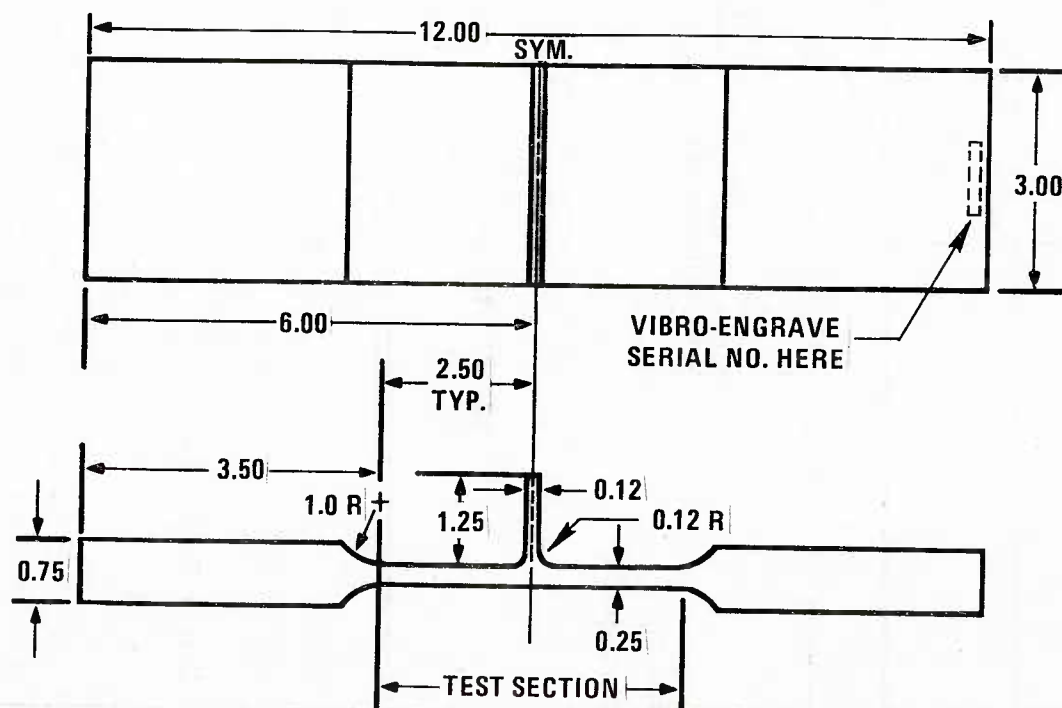 12.00
SYM.
3.00
6.00
VIBRO-ENGRAVE
SERIAL NO. HERE
2.50
TYP.
3.50
1.0 R
1.25
0.12
0.12 R
0.75
0.25
TEST SECTION